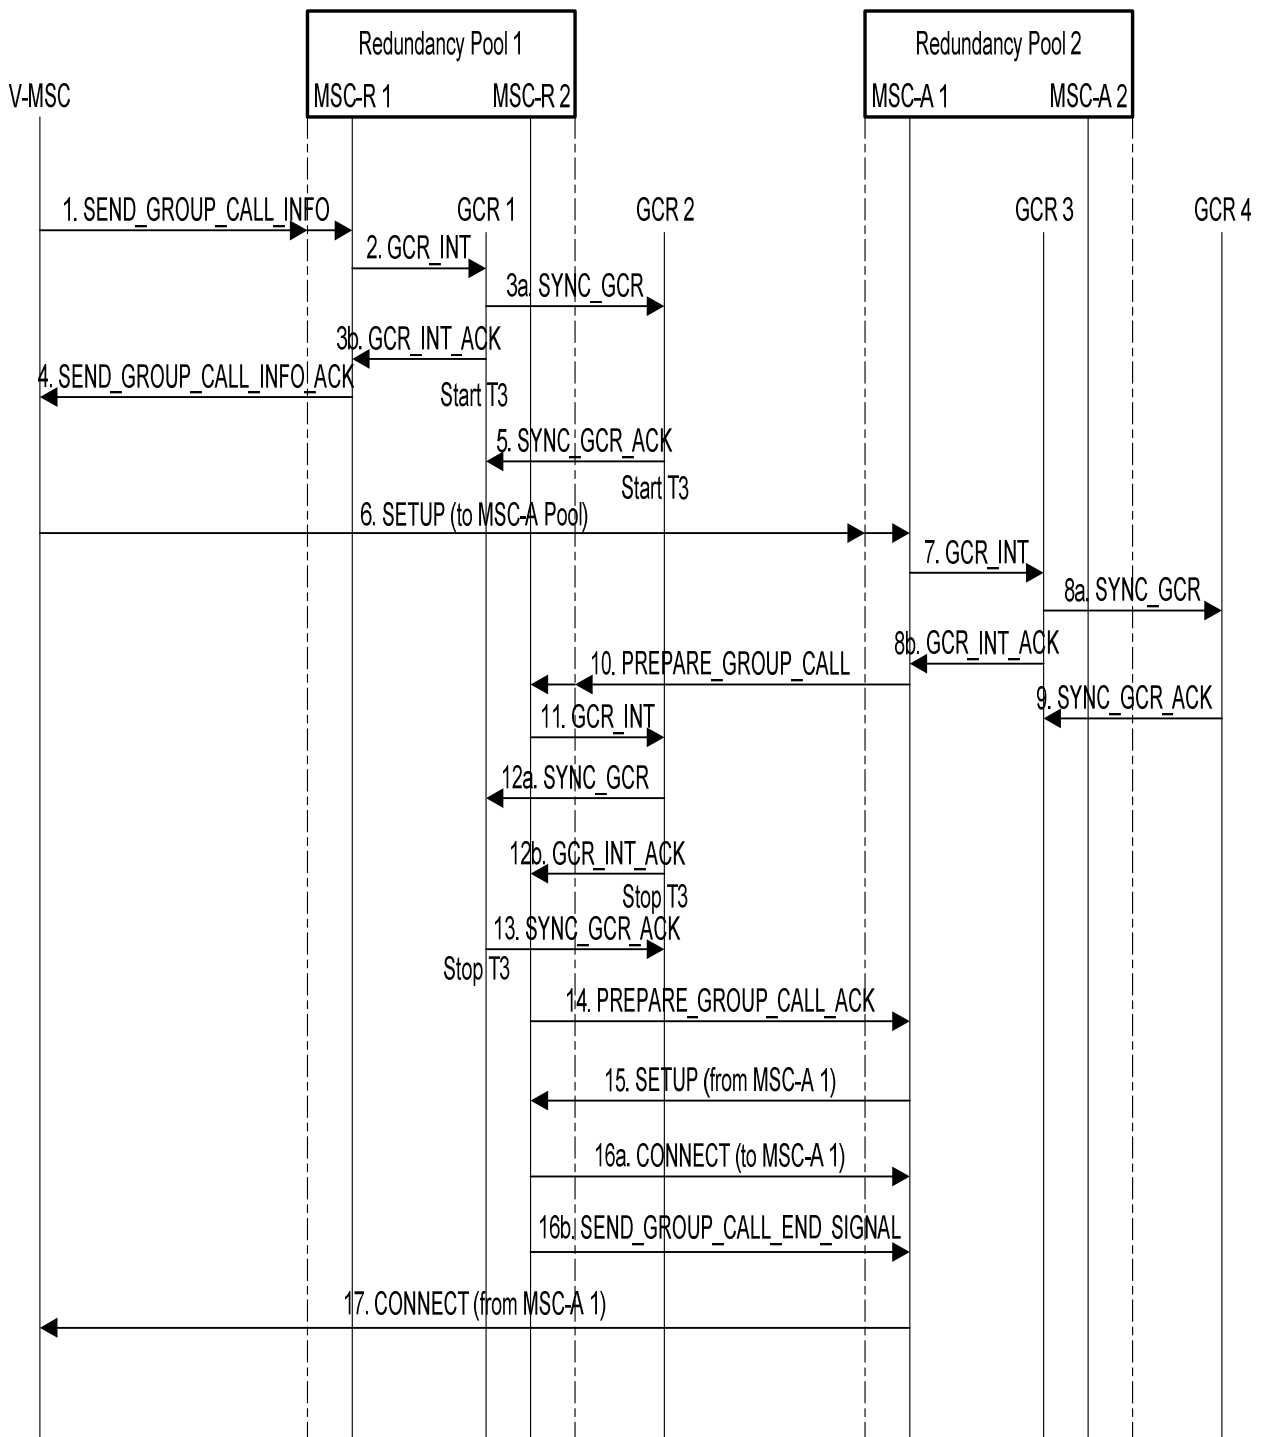 Redundancy Pool 1
Redundancy Pool 2
V-MSC
MSC-R 1
MSC-R 2
MSC-A 1
MSC-A 2
1. SEND_GROUP_CALL_INFO
GCR 1
GCR 2
GCR 3
GCR 4
2. GCR_INT
3a. SYNC_GCR
3b. GCR_INT_ACK
4. SEND_GROUP_CALL_INFO_ACK
Start T3
5. SYNC_GCR_ACK
Start T3
6. SETUP (to MSC-A Pool)
7. GCR_INT
8a. SYNC_GCR
8b. GCR_INT_ACK
10. PREPARE_GROUP_CALL
9. SYNC_GCR_ACK
11. GCR_INT
12a. SYNC_GCR
12b. GCR_INT_ACK
Stop T3
13. SYNC_GCR_ACK
Stop T3
14. PREPARE_GROUP_CALL_ACK
15. SETUP (from MSC-A 1)
16a. CONNECT (to MSC-A 1)
16b. SEND_GROUP_CALL_END_SIGNAL
17. CONNECT (from MSC-A 1)